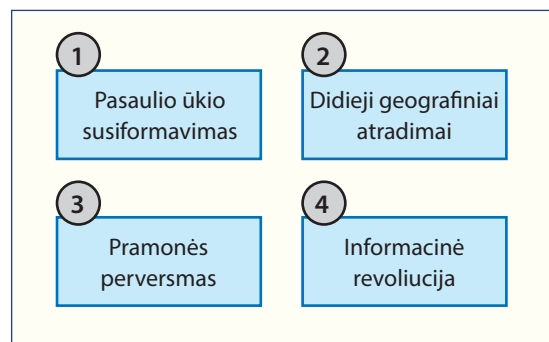 1
Pasaulio ūkio
susiformavimas
2
Didieji geografiniai
atradimai
3
Pramonės
perversmas
4
Informacinė
revoliucija